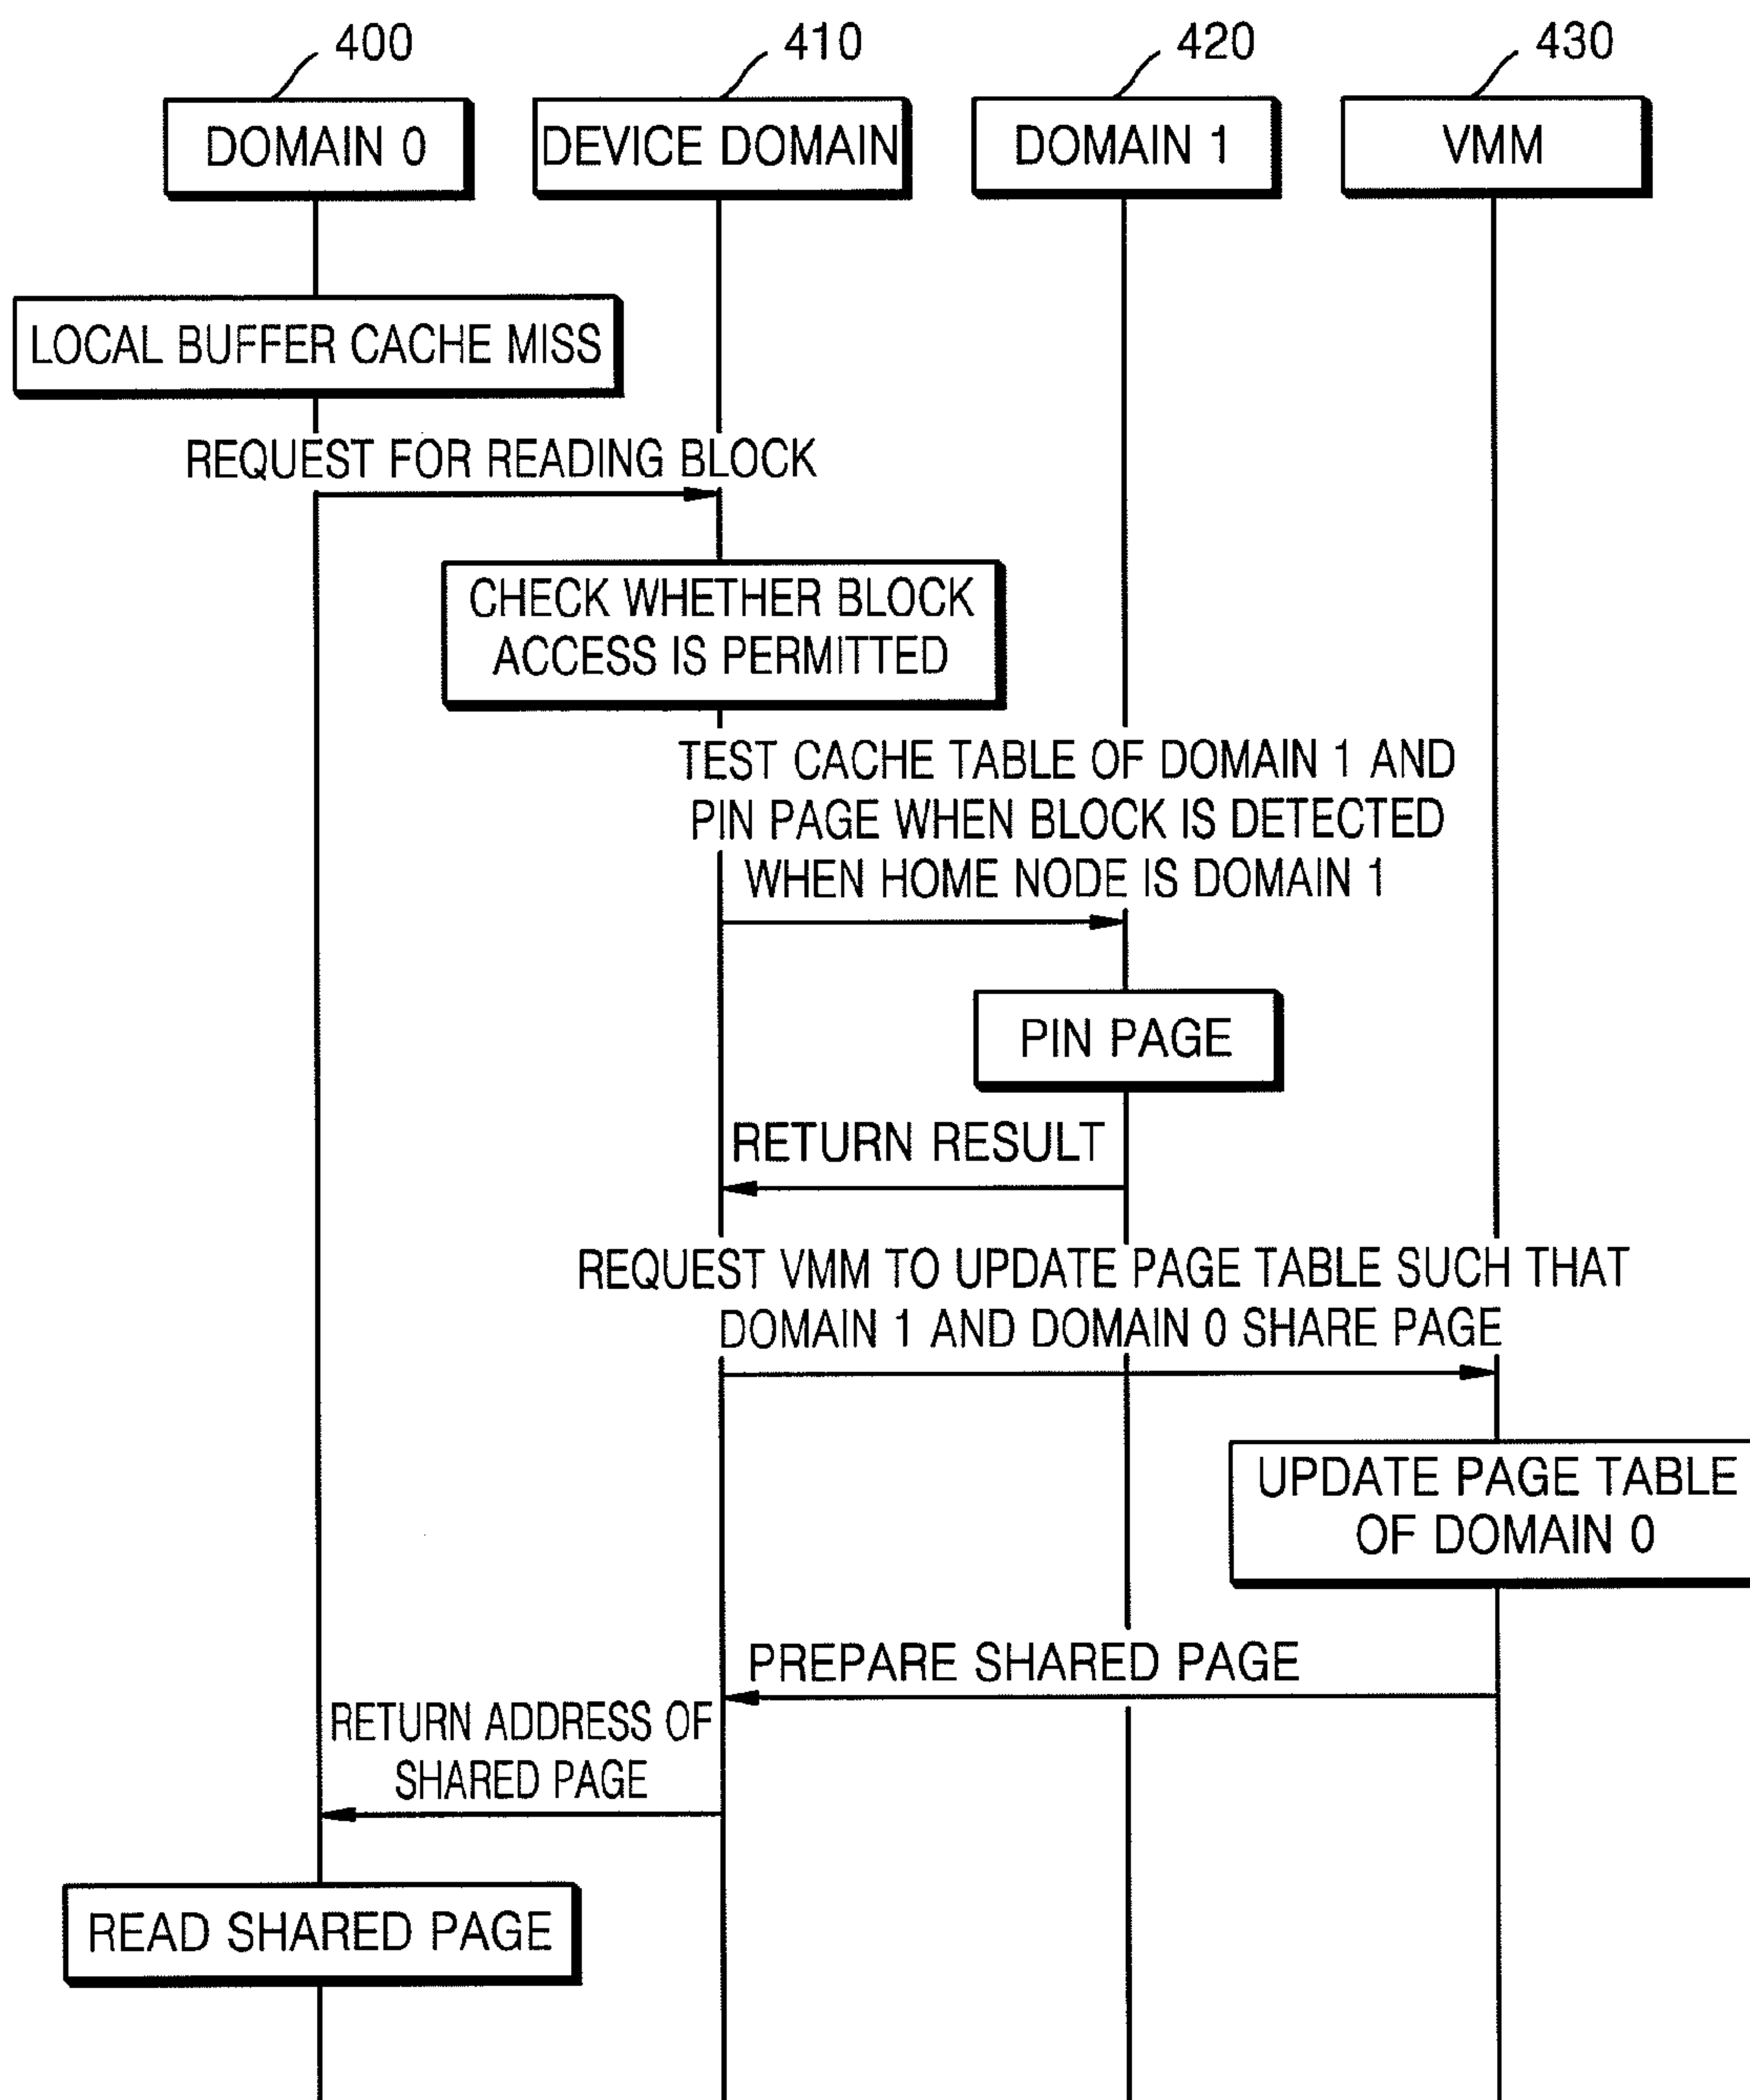 400
410
420
430
DOMAIN 0
DEVICE DOMAIN
DOMAIN 1
VMM
LOCAL BUFFER CACHE MISS
REQUEST FOR READING BLOCK
CHECK WHETHER BLOCK
ACCESS IS PERMITTED
TEST CACHE TABLE OF DOMAIN 1 AND
PIN PAGE WHEN BLOCK IS DETECTED
WHEN HOME NODE IS DOMAIN 1
PIN PAGE
RETURN RESULT
REQUEST VMM TO UPDATE PAGE TABLE SUCH THAT
DOMAIN 1 AND DOMAIN 0 SHARE PAGE
UPDATE PAGE TABLE
OF DOMAIN 0
PREPARE SHARED PAGE
RETURN ADDRESS OF
SHARED PAGE
READ SHARED PAGE